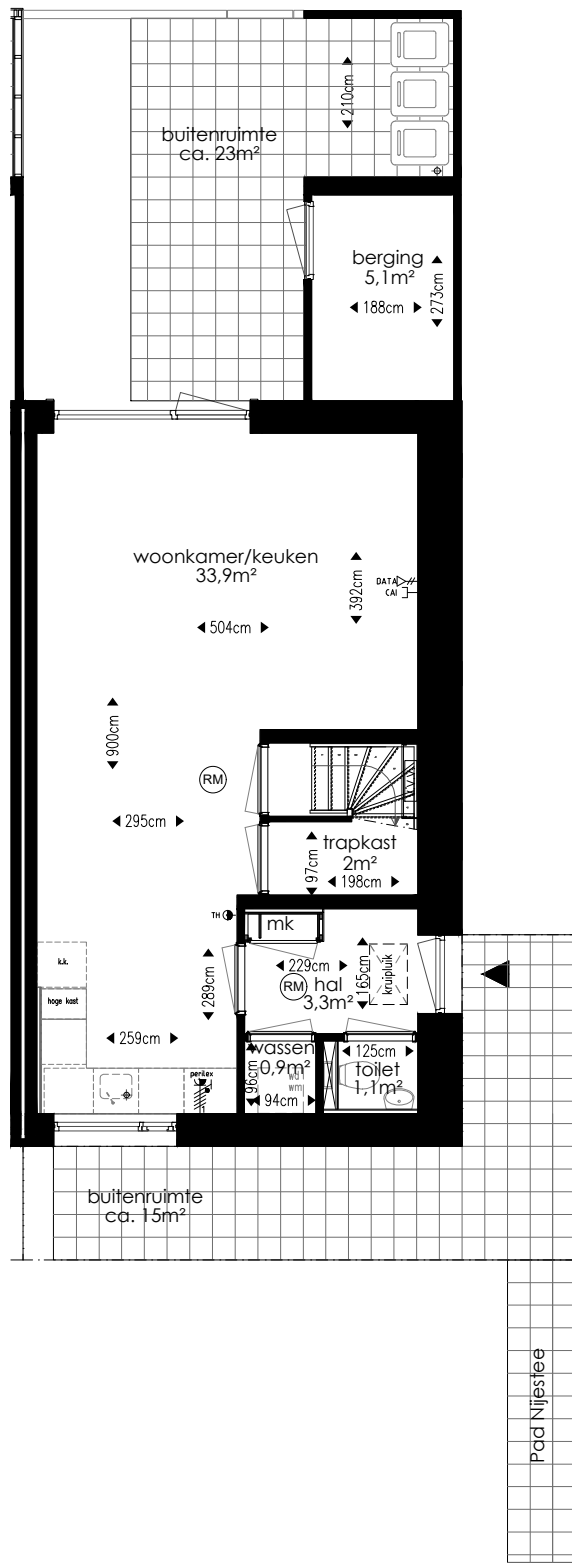 210cm
buitenruimte
ca. 23m²
berging
5,1m²
188cm
273cm
woonkamer/keuken
33,9m²
392cm
DATA
CAI
504cm
900cm
RM
295cm
trapkast
2m²
97cm
198cm
TH
mk
k.k.
hoge kast
289cm
229cm
165cm
kruipluik
RM
hal
3,3m²
259cm
perilex
wassen
0,9m²
96cm
wd
wm
94cm
125cm
toilet
1,1m²
buitenruimte
ca. 15m²
Pad Nijestee